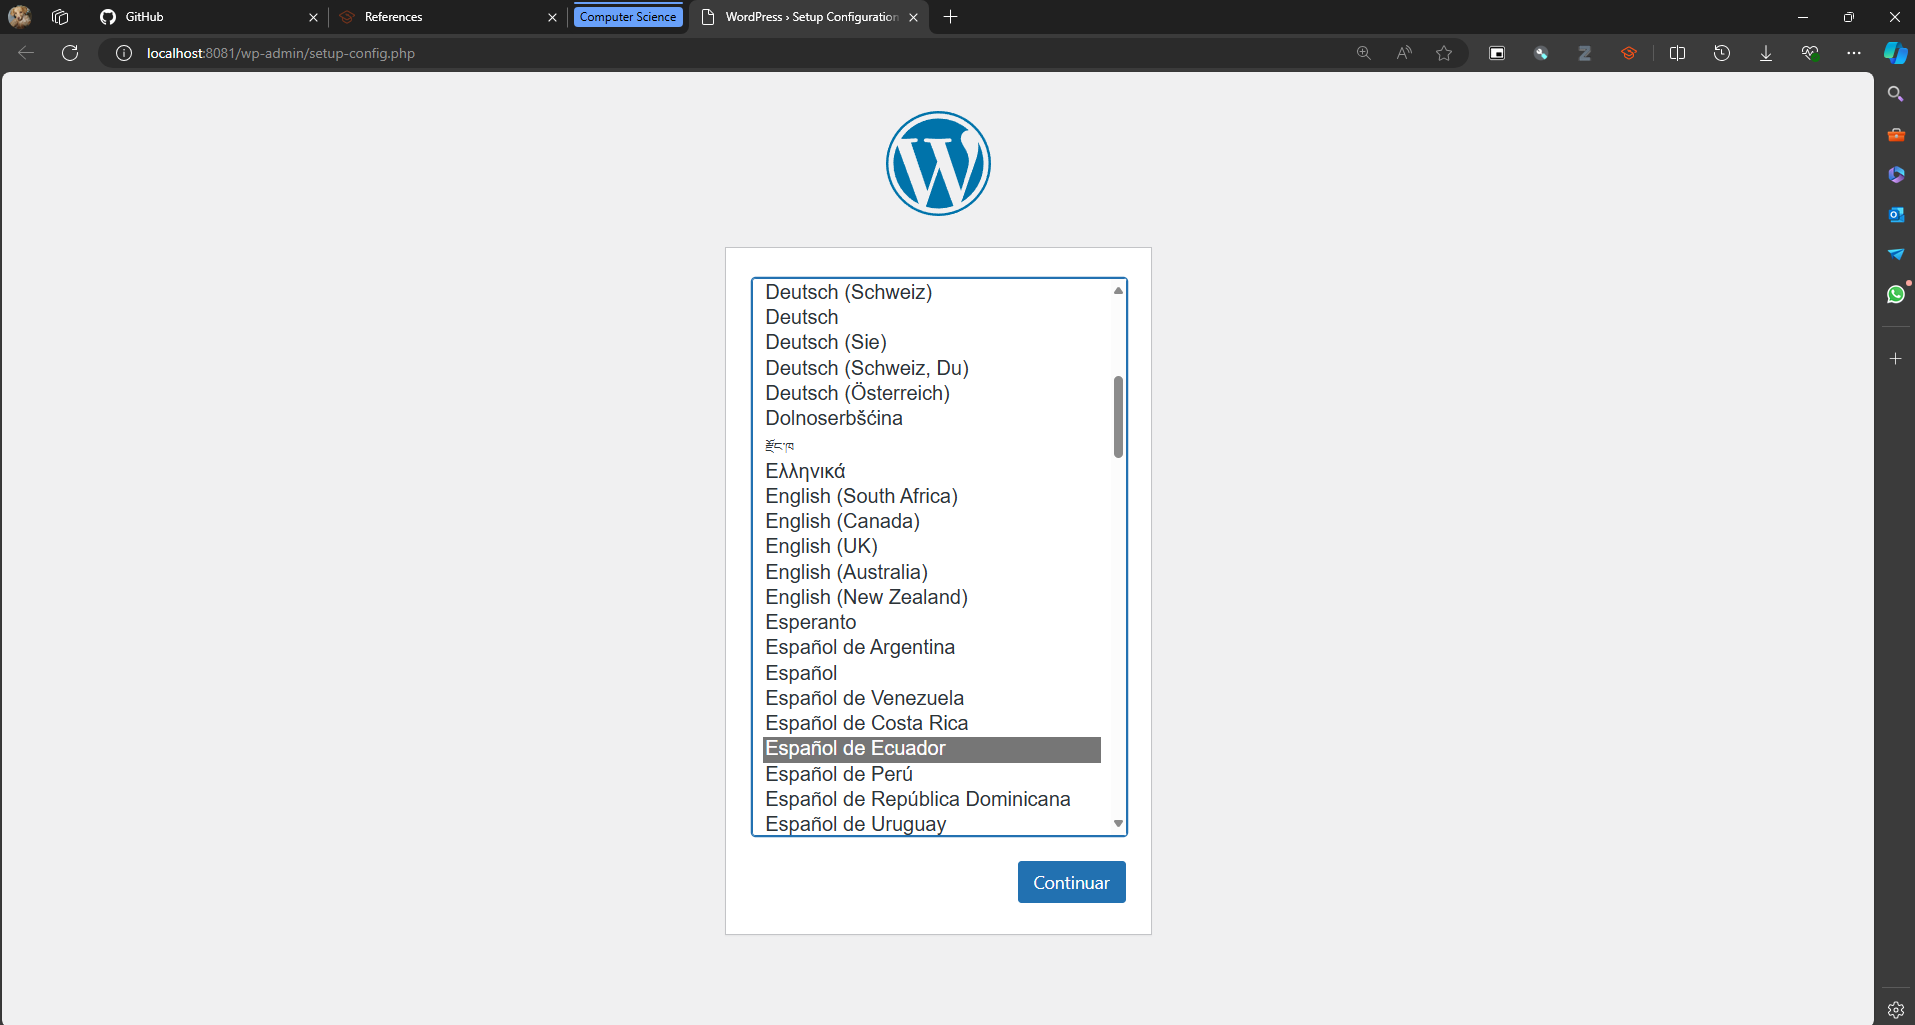 GitHub
References
Computer Science
WordPress › Setup Configuration
localhost:8081/wp-admin/setup-config.php
Deutsch (Schweiz)
Deutsch
Deutsch (Sie)
Deutsch (Schweiz, Du)
Deutsch (Österreich)
Dolnoserbšćina
རྫོང་ཁ
Ελληνικά
English (South Africa)
English (Canada)
English (UK)
English (Australia)
English (New Zealand)
Esperanto
Español de Argentina
Español
Español de Venezuela
Español de Costa Rica
Español de Ecuador
Español de Perú
Español de República Dominicana
Español de Uruguay
Continuar